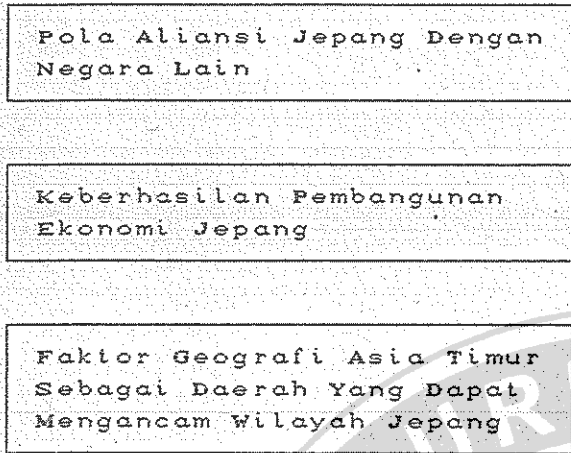 Pola Aliansi Jepang Dengan
Negara Lain
Keberhasilan Pembangunan
Ekonomi Jepang
Faktor Geografi Asia Timur
Sebagai Daerah Yang Dapat
Mengancam Wilayah Jepang